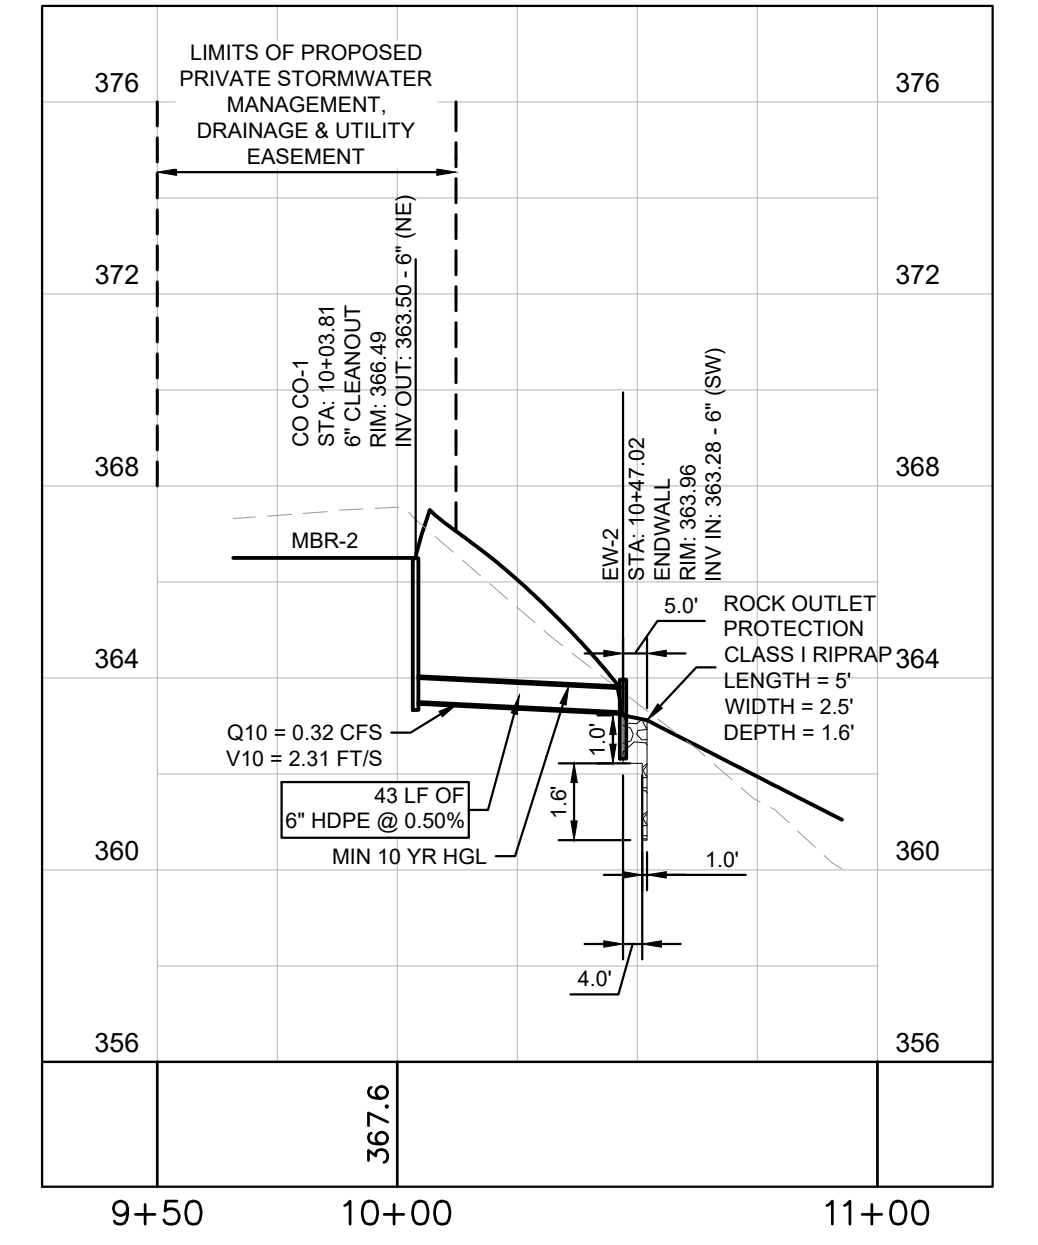 LIMITS OF PROPOSED
PRIVATE STORMWATER
MANAGEMENT,
DRAINAGE & UTILITY
EASEMENT
376
376
372
372
368
368
364
364
360
360
356
356
CO CO-1
STA: 10+03.81
6" CLEANOUT
RIM: 366.49
INV OUT: 363.50 - 6" (NE)
EW-2
STA: 10+47.02
ENDWALL
RIM: 363.96
INV IN: 363.28 - 6" (SW)
MBR-2
5.0'
ROCK OUTLET
PROTECTION
CLASS I RIPRAP
LENGTH = 5'
WIDTH = 2.5'
DEPTH = 1.6'
Q10 = 0.32 CFS
V10 = 2.31 FT/S
1.0'
43 LF OF
6" HDPE @ 0.50%
1.6'
MIN 10 YR HGL
1.0'
4.0'
367.6
9+50
10+00
11+00